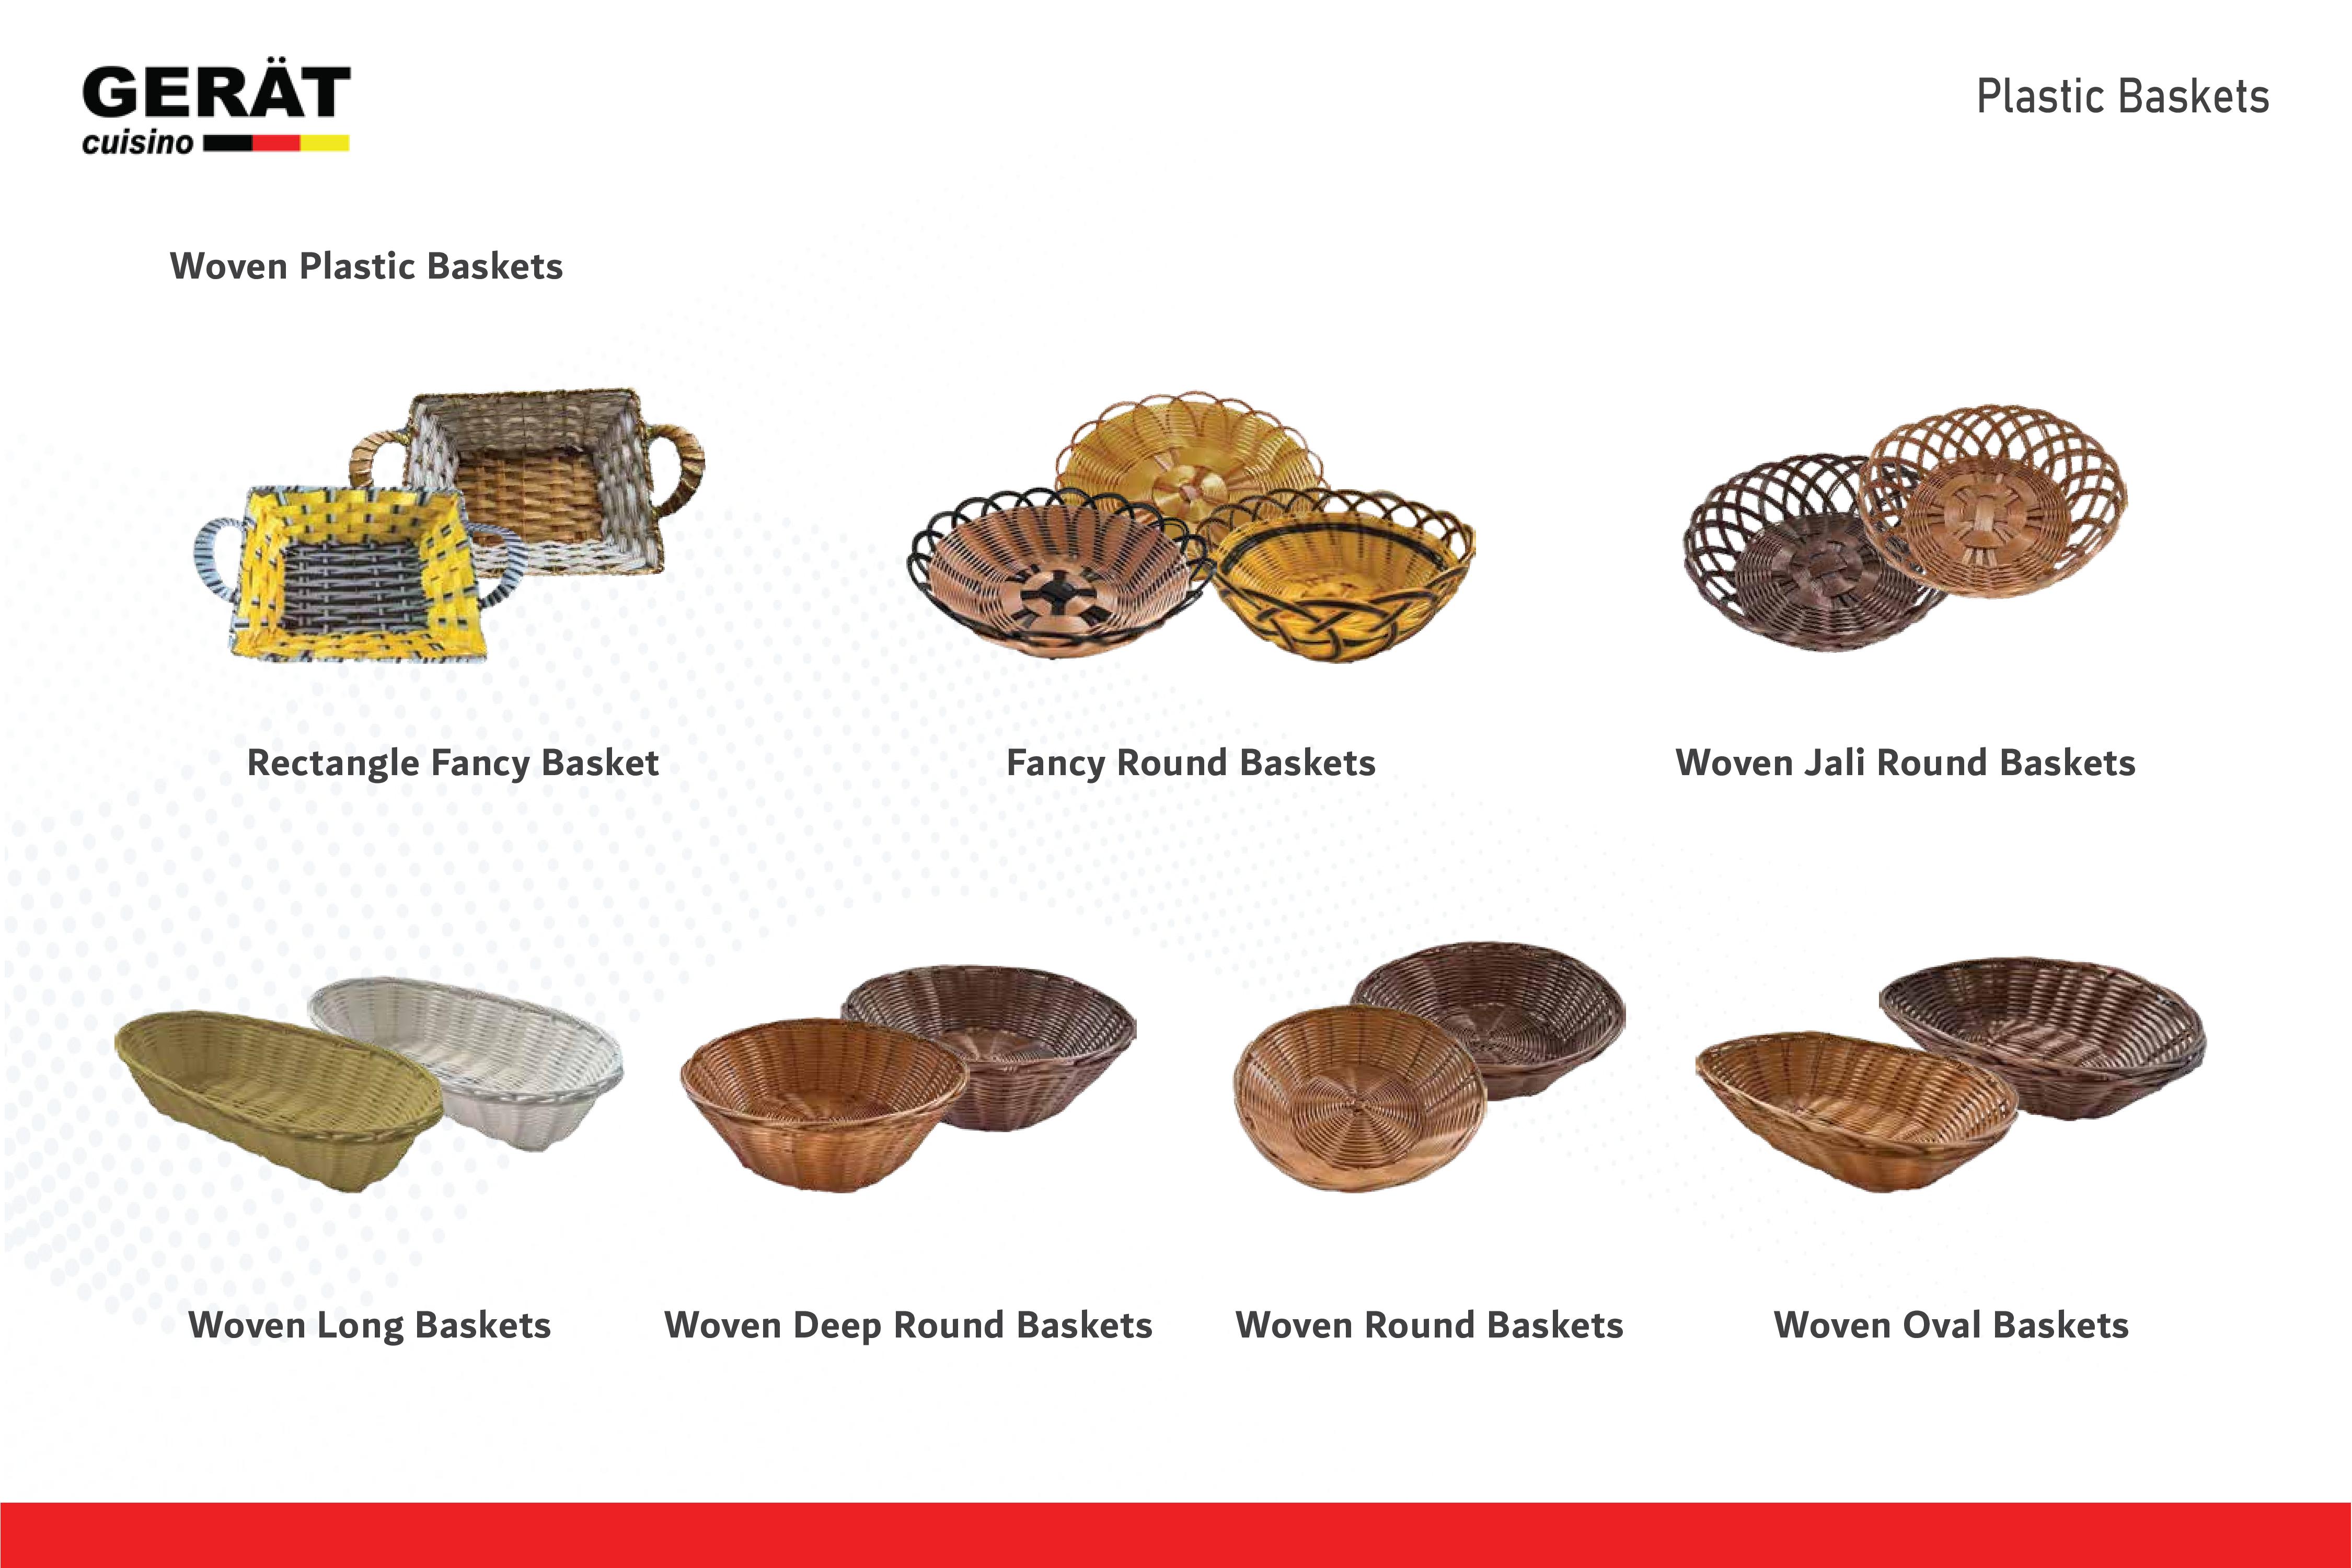 GERÄT
cuisino
Plastic Baskets
Woven Plastic Baskets
Rectangle Fancy Basket
Fancy Round Baskets
Woven Jali Round Baskets
Woven Long Baskets
Woven Deep Round Baskets
Woven Round Baskets
Woven Oval Baskets